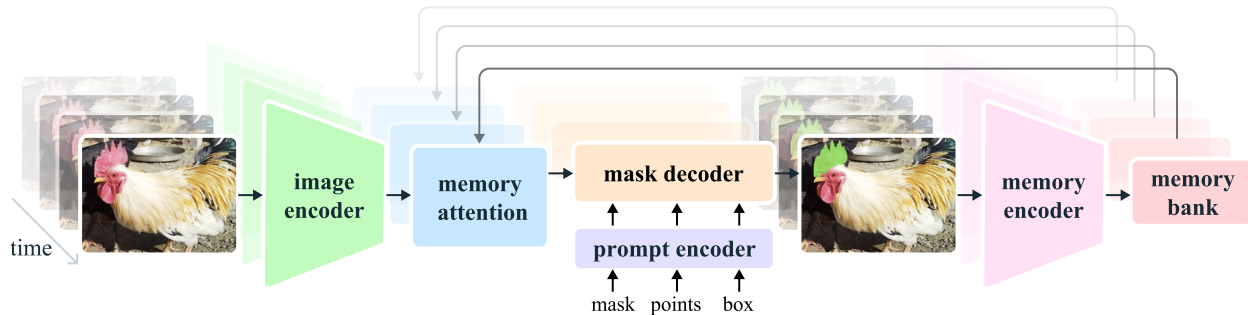 time
image
encoder
memory
attention
mask decoder
prompt encoder
mask points box
memory
encoder
memory
bank